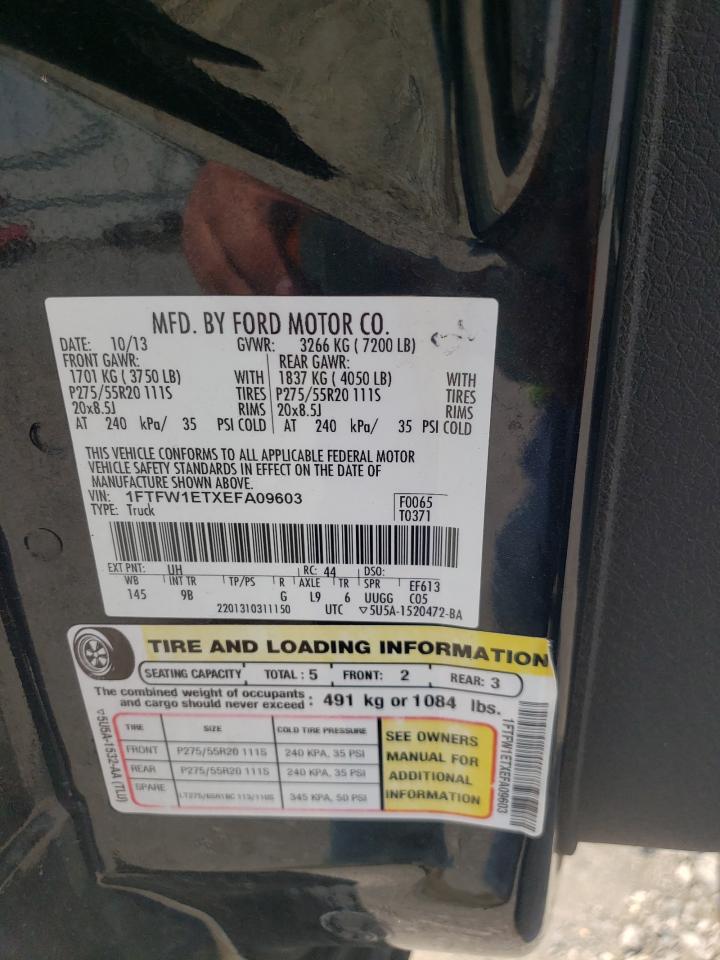 MFD. BY FORD MOTOR CO.
DATE: 10/13 GVWR: 3266 KG ( 7200 LB)
FRONT GAWR: REAR GAWR:
1701 KG ( 3750 LB) WITH 1837 KG ( 4050 LB) WITH
P275/55R20 111S TIRES P275/55R20 111S TIRES
20x8.5J RIMS 20x8.5J RIMS
AT 240 kPa/ 35 PSI COLD AT 240 kPa/ 35 PSI COLD
THIS VEHICLE CONFORMS TO ALL APPLICABLE FEDERAL MOTOR
VEHICLE SAFETY STANDARDS IN EFFECT ON THE DATE OF
MANUFACTURE SHOWN ABOVE.
VIN: 1FTFW1ETXEFA09603 F0065
TYPE: Truck T0371
EXT PNT: UH RC: 44 DSO:
WB INT TR TP/PS R AXLE TR SPR EF613
145 9B G L9 6 UUGG C05
2201310311150 UTC ▽5U5A-1520472-BA
TIRE AND LOADING INFORMATION
SEATING CAPACITY TOTAL : 5 FRONT: 2 REAR: 3
The combined weight of occupants
and cargo should never exceed : 491 kg or 1084 lbs.
TIRE SIZE COLD TIRE PRESSURE
FRONT P275/55R20 111S 240 KPA, 35 PSI
REAR P275/55R20 111S 240 KPA, 35 PSI
SPARE LT275/65R18C 113/110S 345 KPA, 50 PSI
SEE OWNERS
MANUAL FOR
ADDITIONAL
INFORMATION
▽5U5A-1532-AA (TLU)
1FTFW1ETXEFA09603